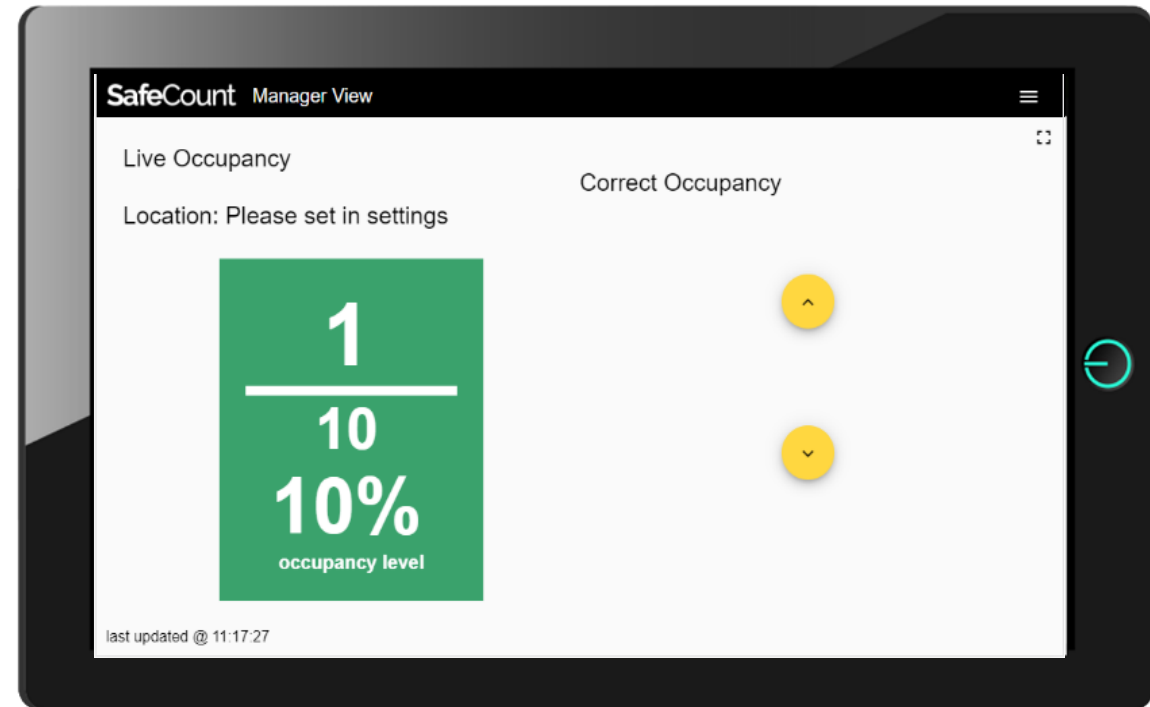 SafeCount Manager View
Live Occupancy
Location: Please set in settings
1
10
10%
occupancy level
last updated @ 11:17:27
Correct Occupancy